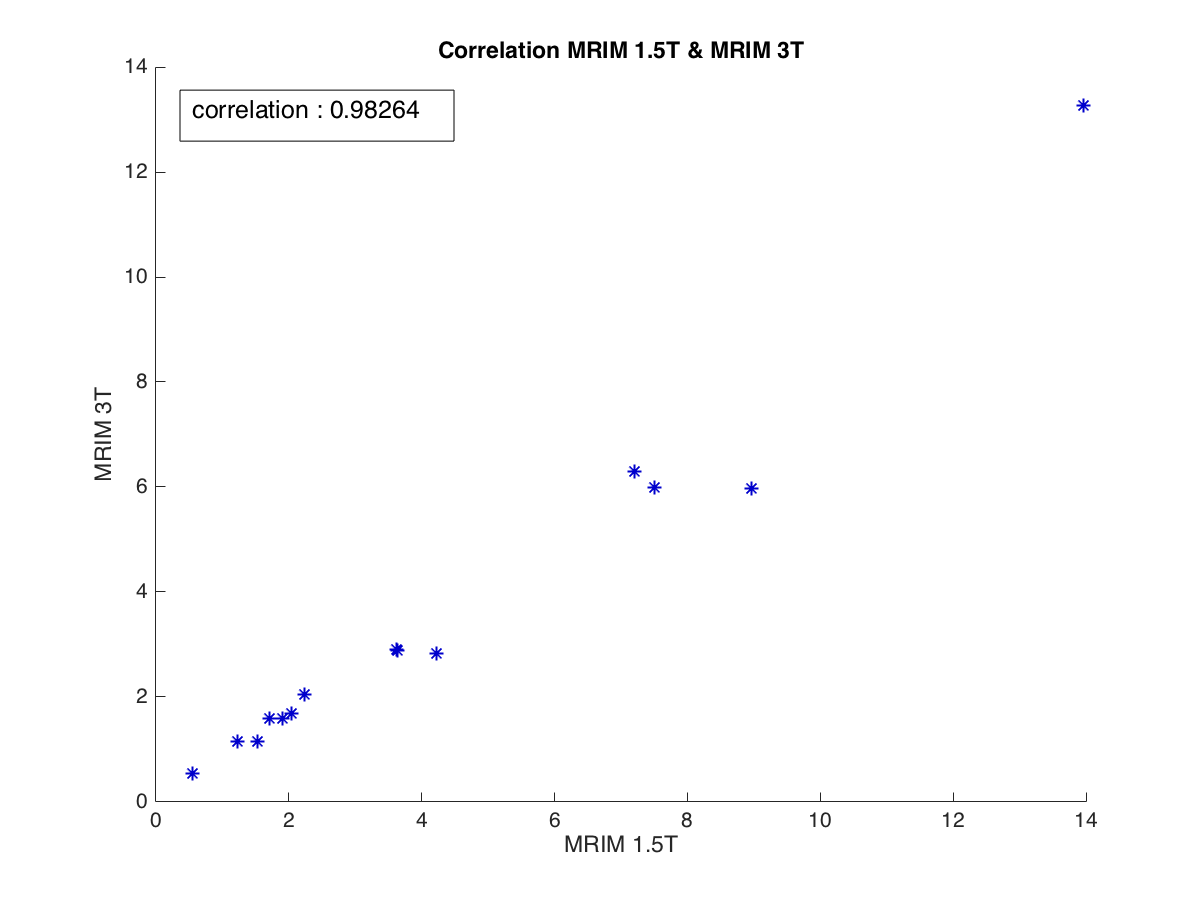 Correlation MRIM 1.5T & MRIM 3T
correlation : 0.98264
14
12
10
8
6
4
2
0
MRIM 3T
0 2 4 6 8 10 12 14
MRIM 1.5T